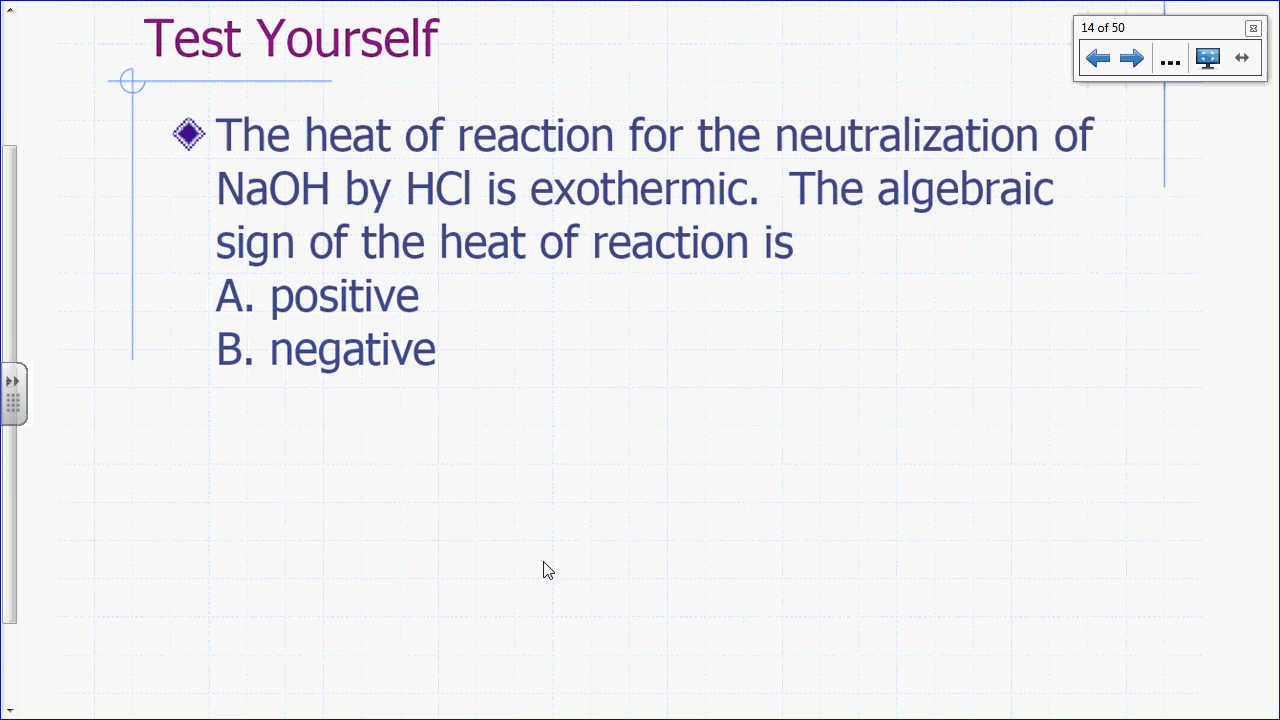 Test Yourself
14 of 50
The heat of reaction for the neutralization of
NaOH by HCl is exothermic.  The algebraic
sign of the heat of reaction is
A. positive
B. negative